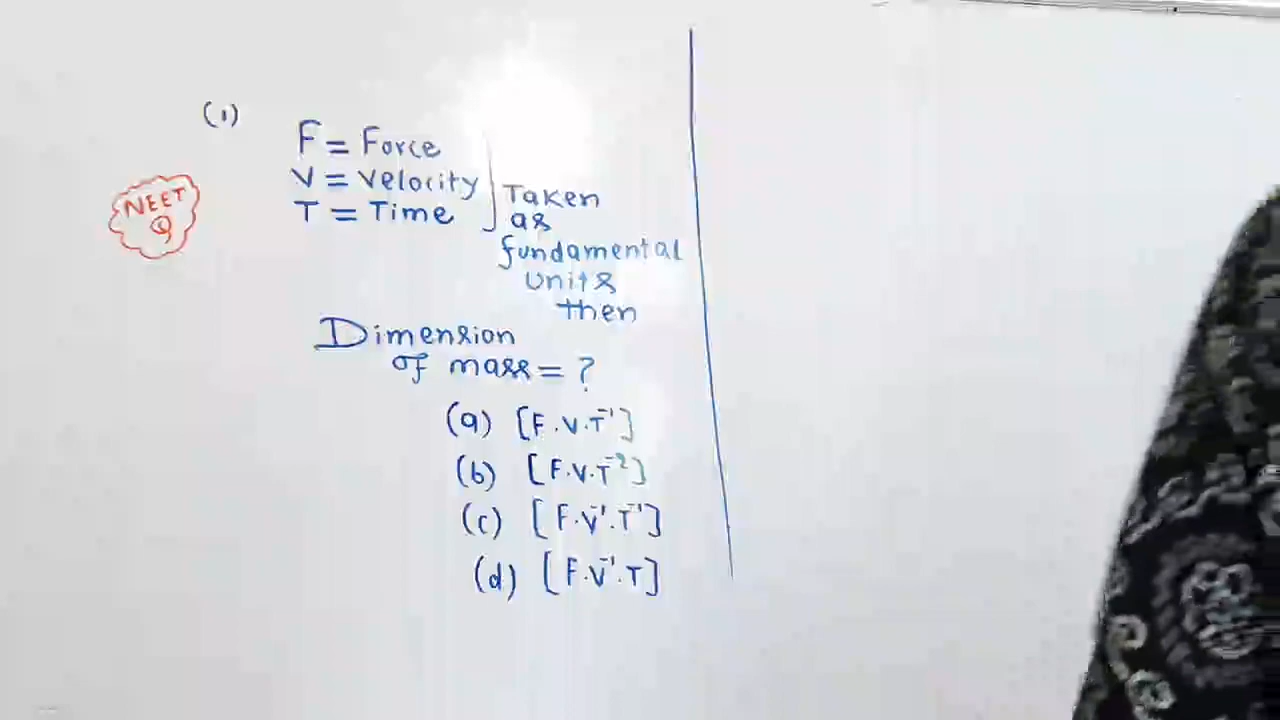 (1)
F = Force
V = Velocity
T = Time
Taken
as
fundamental
units
then
NEET
Q
Dimension
of mass = ?
(a) [F.V.T⁻¹]
(b) [F.V.T⁻²]
(c) [F.V⁻¹.T⁻¹]
(d) [F.V⁻¹.T]